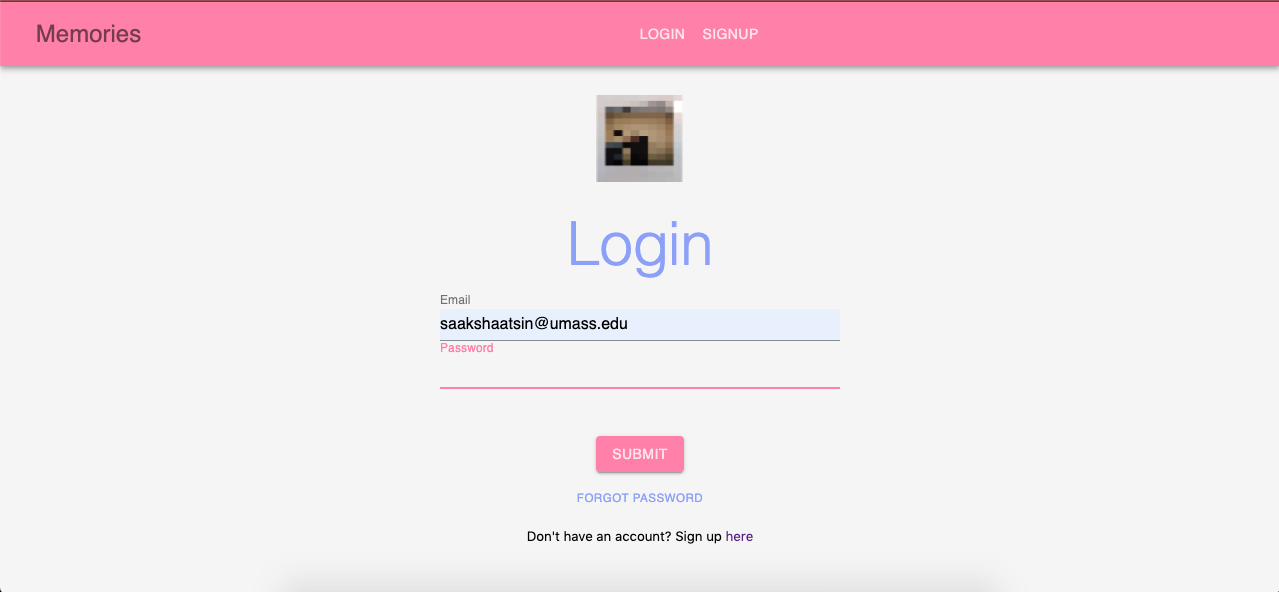 Memories
LOGIN SIGNUP
Login
Email
saakshaatsin@umass.edu
Password
SUBMIT
FORGOT PASSWORD
Don't have an account? Sign up here